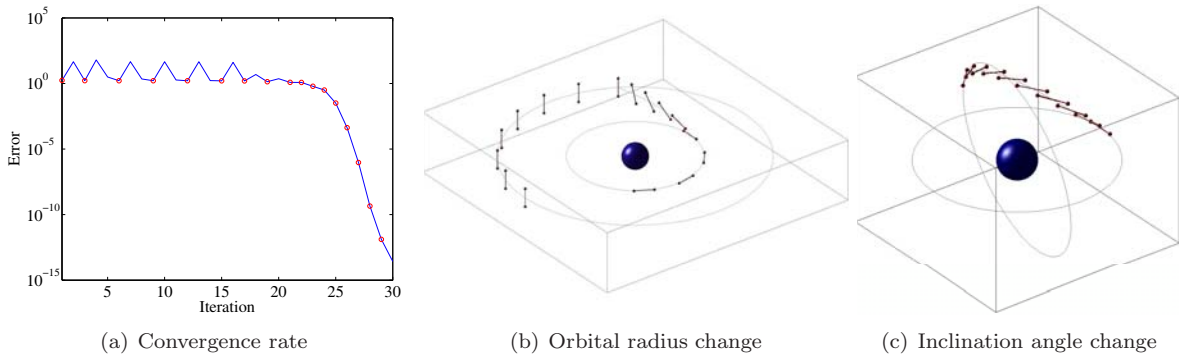 10^5
10^0
10^-5
10^-10
10^-15
Error
5 10 15 20 25 30
Iteration
(a) Convergence rate
(b) Orbital radius change
(c) Inclination angle change